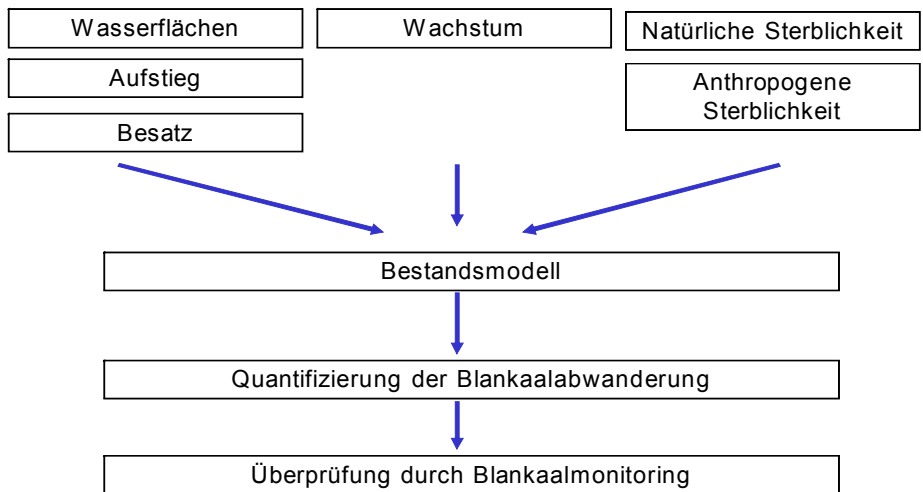 Wasserflächen
Aufstieg
Besatz
Wachstum
Natürliche Sterblichkeit
Anthropogene
Sterblichkeit
Bestandsmodell
Quantifizierung der Blankaalabwanderung
Überprüfung durch Blankaalmonitoring